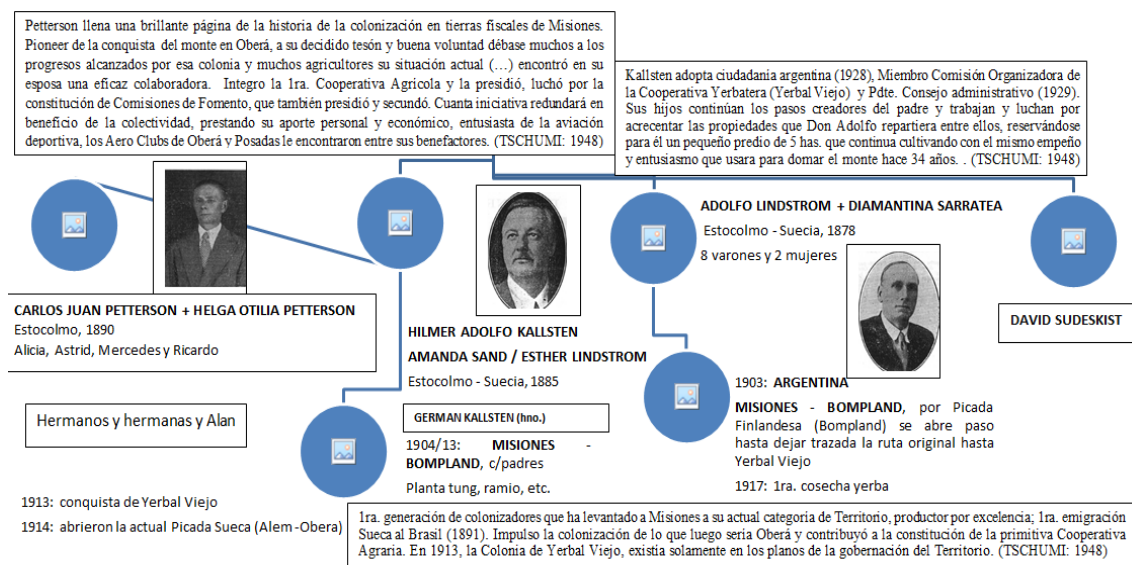 Petterson llena una brillante página de la historia de la colonización en tierras fiscales de Misiones.
Pioneer de la conquista del monte en Oberá, a su decidido tesón y buena voluntad débase muchos a los
progresos alcanzados por esa colonia y muchos agricultores su situación actual (…) encontró en su
esposa una eficaz colaboradora. Integro la 1ra. Cooperativa Agricola y la presidió, luchó por la
constitución de Comisiones de Fomento, que también presidió y secundó. Cuanta iniciativa redundará en
beneficio de la colectividad, prestando su aporte personal y económico, entusiasta de la aviación
deportiva, los Aero Clubs de Oberá y Posadas le encontraron entre sus benefactores. (TSCHUMI: 1948)
Kallsten adopta ciudadania argentina (1928), Miembro Comisión Organizadora de
la Cooperativa Yerbatera (Yerbal Viejo) y Pdte. Consejo administrativo (1929).
Sus hijos continúan los pasos creadores del padre y trabajan y luchan por
acrecentar las propiedades que Don Adolfo repartiera entre ellos, reservándose
para él un pequeño predio de 5 has. que continua cultivando con el mismo empeño
y entusiasmo que usara para domar el monte hace 34 años. . (TSCHUMI: 1948)
CARLOS JUAN PETTERSON + HELGA OTILIA PETTERSON
Estocolmo, 1890
Alicia, Astrid, Mercedes y Ricardo
Hermanos y hermanas y Alan
1913: conquista de Yerbal Viejo
1914: abrieron la actual Picada Sueca (Alem -Obera)
HILMER ADOLFO KALLSTEN
AMANDA SAND / ESTHER LINDSTROM
Estocolmo - Suecia, 1885
GERMAN KALLSTEN (hno.)
1904/13: MISIONES -
BOMPLAND, c/padres
Planta tung, ramio, etc.
ADOLFO LINDSTROM + DIAMANTINA SARRATEA
Estocolmo - Suecia, 1878
8 varones y 2 mujeres
1903: ARGENTINA
MISIONES - BOMPLAND, por Picada
Finlandesa (Bompland) se abre paso
hasta dejar trazada la ruta original hasta
Yerbal Viejo
1917: 1ra. cosecha yerba
DAVID SUDESKIST
1ra. generación de colonizadores que ha levantado a Misiones a su actual categoria de Territorio, productor por excelencia; 1ra. emigración
Sueca al Brasil (1891). Impulso la colonización de lo que luego seria Oberá y contribuyó a la constitución de la primitiva Cooperativa
Agraria. En 1913, la Colonia de Yerbal Viejo, existia solamente en los planos de la gobernación del Territorio. (TSCHUMI: 1948)